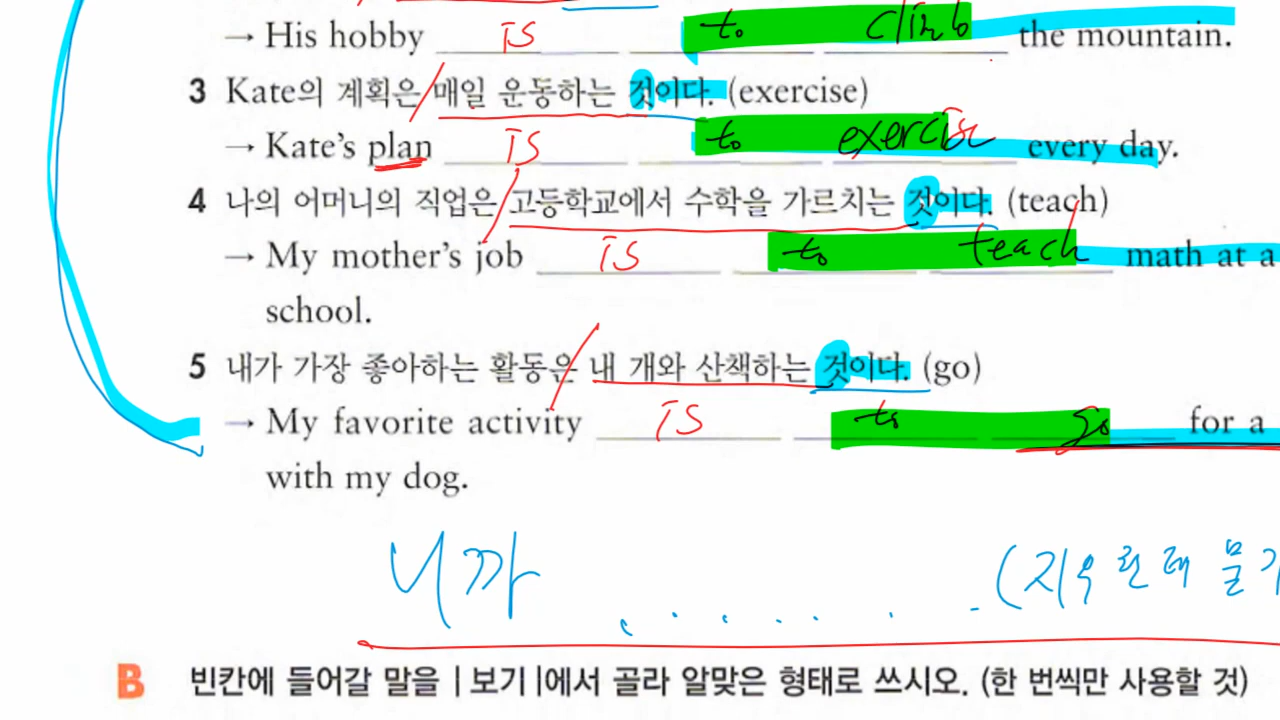 → His hobby is to climb the mountain.
3 Kate의 계획은 / 매일 운동하는 것이다. (exercise)
→ Kate's plan is to exercise every day.
4 나의 어머니의 직업은 / 고등학교에서 수학을 가르치는 것이다. (teach)
→ My mother's job is to teach math at a
school.
5 내가 가장 좋아하는 활동은 / 내 개와 산책하는 것이다. (go)
→ My favorite activity is to go for a
with my dog.
니까 ...... (지우한테 물
B 빈칸에 들어갈 말을 |보기|에서 골라 알맞은 형태로 쓰시오. (한 번씩만 사용할 것)